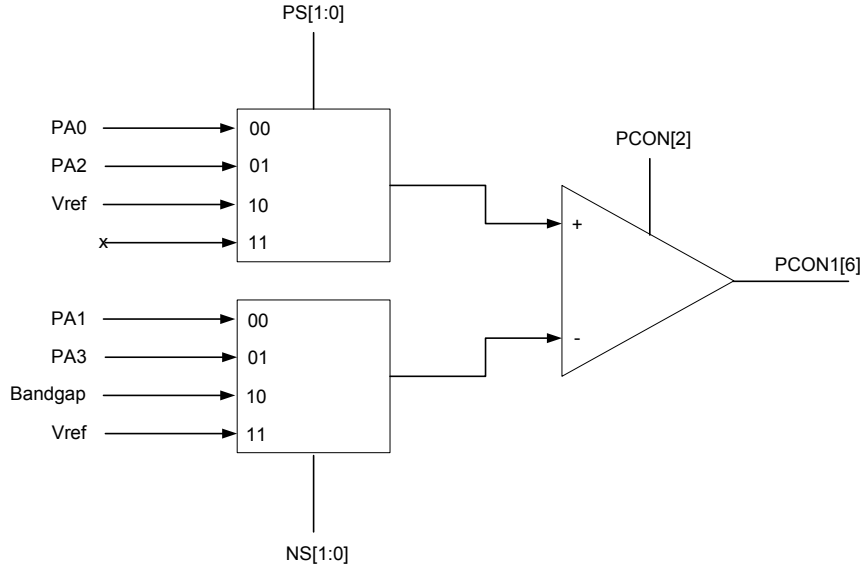 PS[1:0]
PA0 00
PA2 01
Vref 10
x 11
PCON[2]
+
PCON1[6]
-
PA1 00
PA3 01
Bandgap 10
Vref 11
NS[1:0]